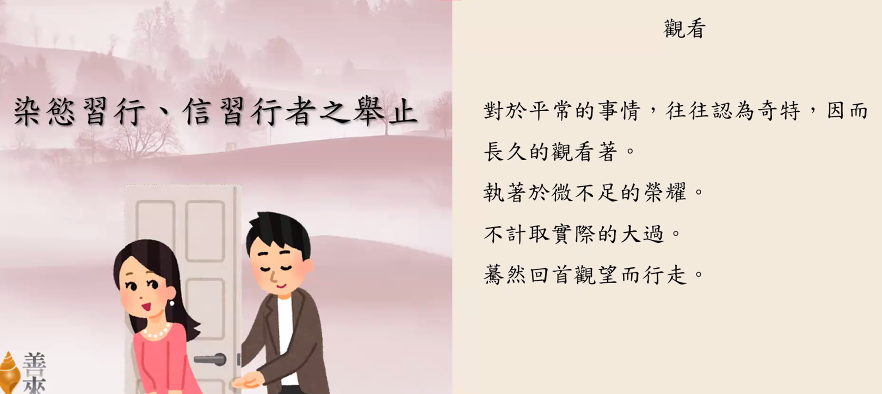 染慾習行、信習行者之舉止
善來
觀看
對於平常的事情，往往認為奇特，因而
長久的觀看著。
執著於微不足的榮耀。
不計取實際的大過。
驀然回首觀望而行走。